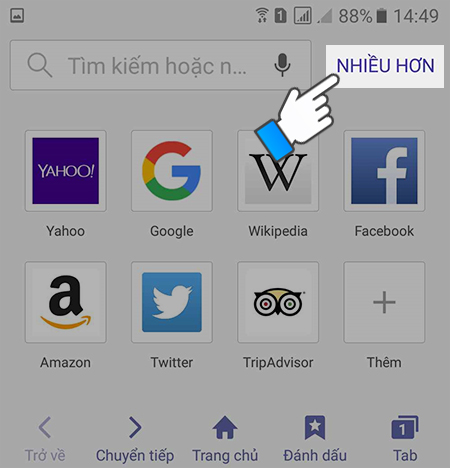 1 88% 14:49
Tìm kiếm hoặc n... NHIỀU HƠN
YAHOO! G W f
Yahoo Google Wikipedia Facebook
a
Amazon Twitter TripAdvisor Thêm
1
Trở về Chuyển tiếp Trang chủ Đánh dấu Tab